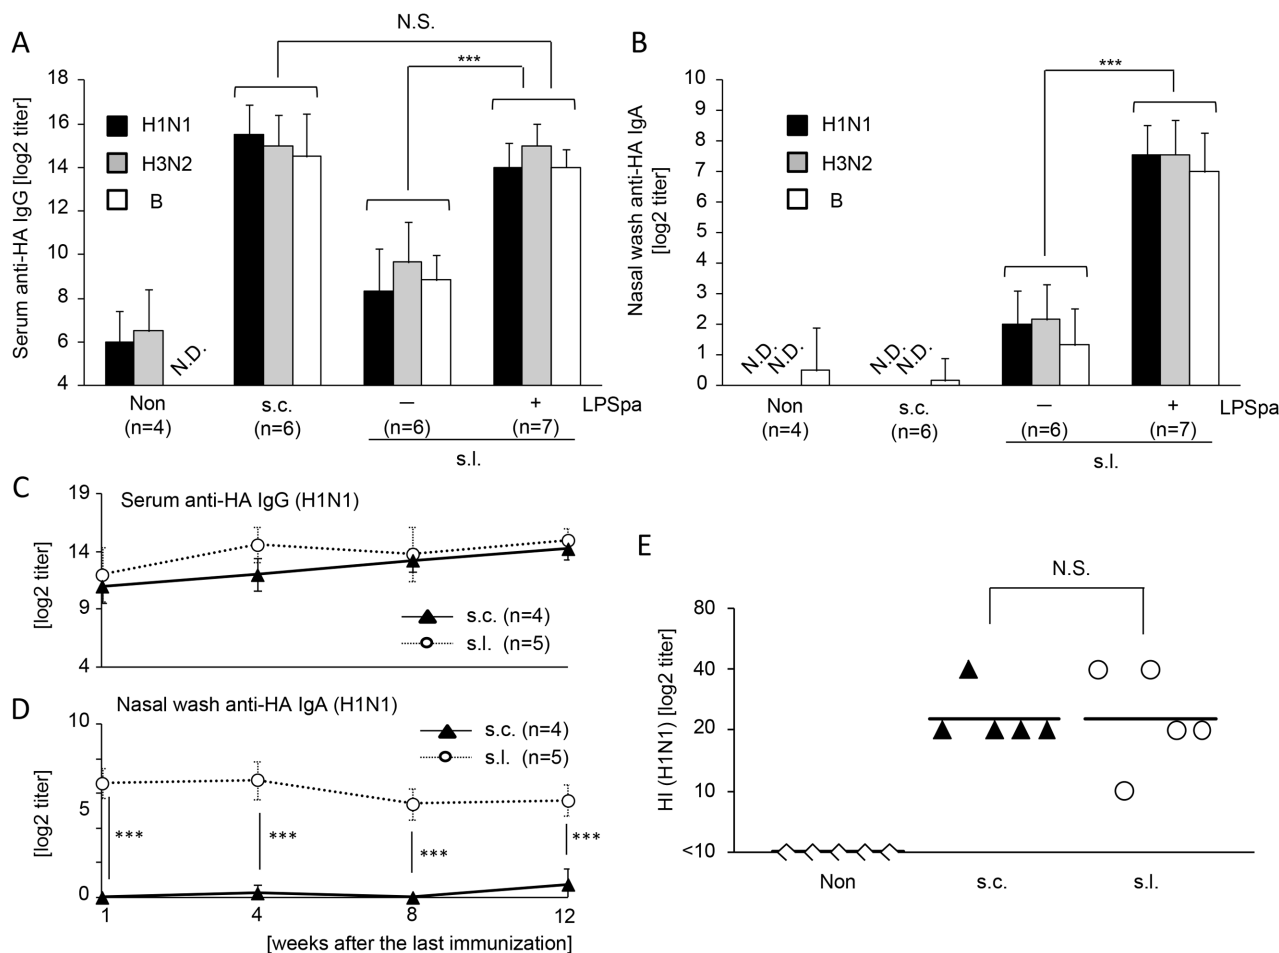 A
N.S.
***
Serum anti-HA IgG [log2 titer]
18
16
14
12
10
8
6
4
H1N1
H3N2
B
N.D.
Non
(n=4)
s.c.
(n=6)
—
(n=6)
+
(n=7)
LPSpa
s.l.
B
***
Nasal wash anti-HA IgA
[log2 titer]
10
9
8
7
6
5
4
3
2
1
0
H1N1
H3N2
B
N.D.
N.D.
N.D.
N.D.
Non
(n=4)
s.c.
(n=6)
—
(n=6)
+
(n=7)
LPSpa
s.l.
C
Serum anti-HA IgG (H1N1)
[log2 titer]
19
14
9
4
s.c. (n=4)
s.l. (n=5)
D
Nasal wash anti-HA IgA (H1N1)
[log2 titer]
10
5
0
s.c. (n=4)
s.l. (n=5)
***
***
***
***
1
4
8
12
[weeks after the last immunization]
E
N.S.
HI (H1N1) [log2 titer]
80
40
20
10
<10
Non
s.c.
s.l.